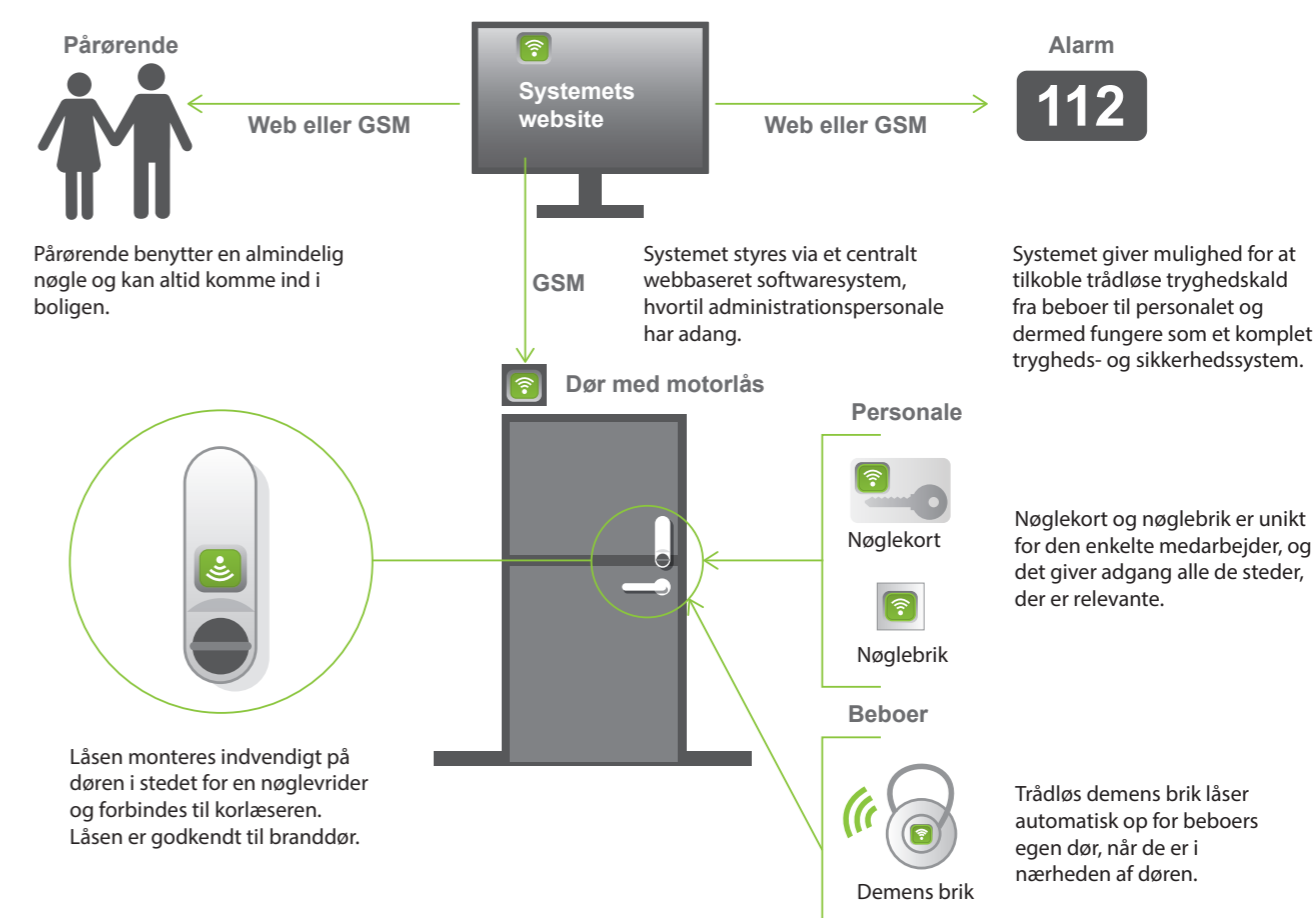 Pårørende
Systemets
website
Alarm
112
Web eller GSM
Web eller GSM
Pårørende benytter en almindelig
nøgle og kan altid komme ind i
boligen.
GSM
Systemet styres via et centralt
webbaseret softwaresystem,
hvortil administrationspersonale
har adang.
Systemet giver mulighed for at
tilkoble trådløse tryghedskald
fra beboer til personalet og
dermed fungere som et komplet
trygheds- og sikkerhedssystem.
Dør med motorlås
Personale
Nøglekort
Nøglebrik
Nøglekort og nøglebrik er unikt
for den enkelte medarbejder, og
det giver adgang alle de steder,
der er relevante.
Låsen monteres indvendigt på
døren i stedet for en nøglevrider
og forbindes til korlæseren.
Låsen er godkendt til branddør.
Beboer
Demens brik
Trådløs demens brik låser
automatisk op for beboers
egen dør, når de er i
nærheden af døren.